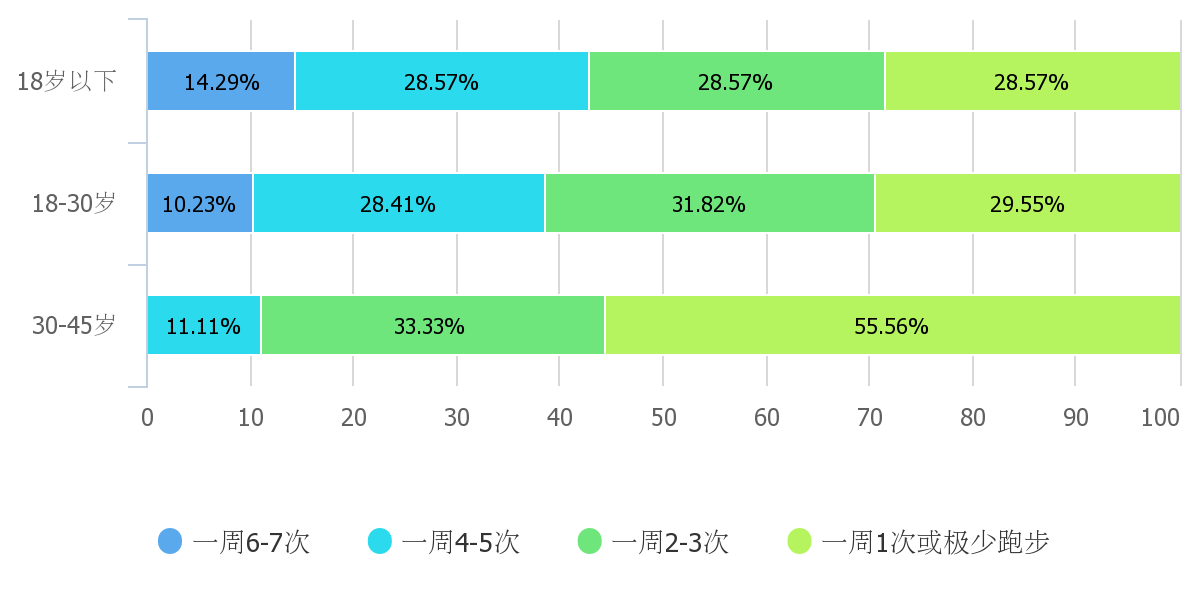 18岁以下 14.29% 28.57% 28.57% 28.57%
18-30岁 10.23% 28.41% 31.82% 29.55%
30-45岁 11.11% 33.33% 55.56%
0 10 20 30 40 50 60 70 80 90 100
一周6-7次 一周4-5次 一周2-3次 一周1次或极少跑步